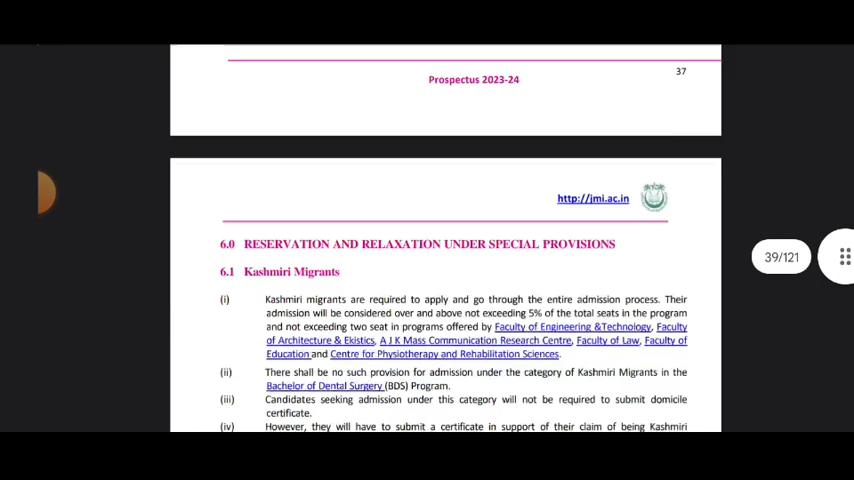 37
Prospectus 2023-24
http://jmi.ac.in
6.0 RESERVATION AND RELAXATION UNDER SPECIAL PROVISIONS
39/121
6.1 Kashmiri Migrants
(i) Kashmiri migrants are required to apply and go through the entire admission process. Their
admission will be considered over and above not exceeding 5% of the total seats in the program
and not exceeding two seat in programs offered by Faculty of Engineering &Technology, Faculty
of Architecture & Ekistics, A J K Mass Communication Research Centre, Faculty of Law, Faculty of
Education and Centre for Physiotherapy and Rehabilitation Sciences.
(ii) There shall be no such provision for admission under the category of Kashmiri Migrants in the
Bachelor of Dental Surgery (BDS) Program.
(iii) Candidates seeking admission under this category will not be required to submit domicile
certificate.
(iv) However, they will have to submit a certificate in support of their claim of being Kashmiri